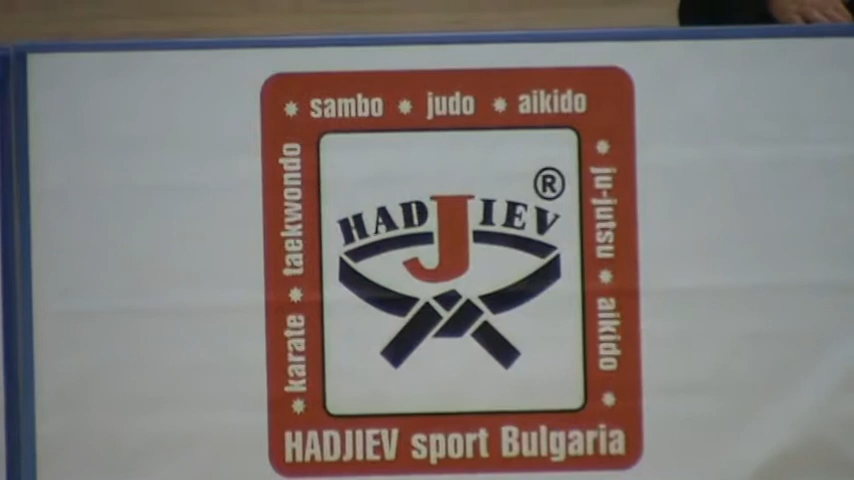 * sambo * judo * aikido
* karate * taekwondo
* ju-jutsu * aikido *
HADJIEV ®
HADJIEV sport Bulgaria